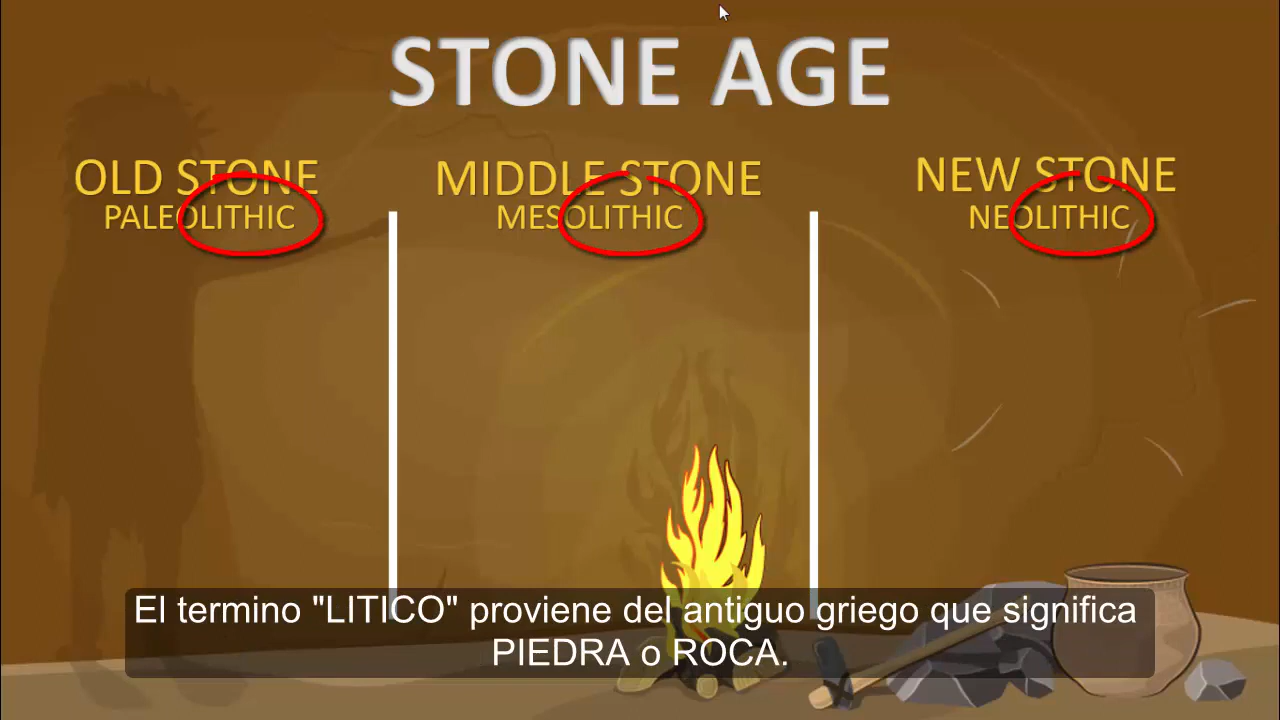 STONE AGE
OLD STONE
PALEOLITHIC
MIDDLE STONE
MESOLITHIC
NEW STONE
NEOLITHIC
El termino "LITICO" proviene del antiguo griego que significa
PIEDRA o ROCA.